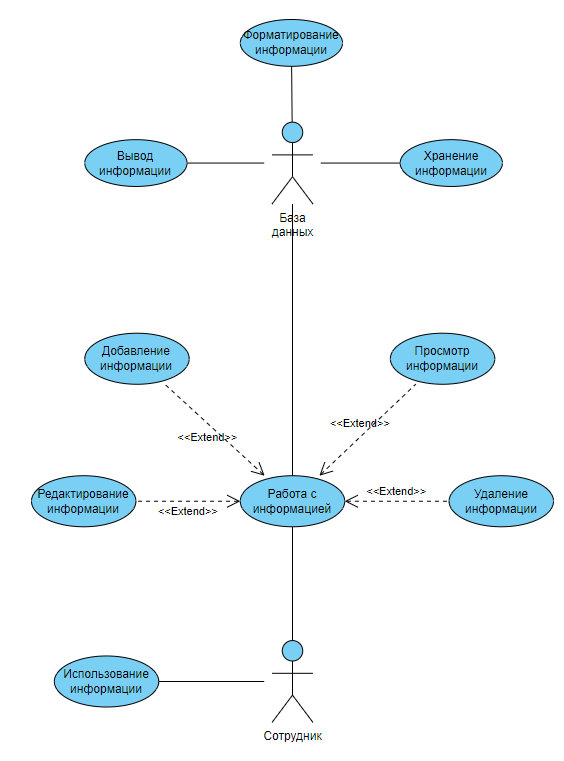 Форматирование
информации
Вывод
информации
Хранение
информации
База
данных
Добавление
информации
Просмотр
информации
<<Extend>>
<<Extend>>
Редактирование
информации
<<Extend>>
Работа с
информацией
<<Extend>>
Удаление
информации
Использование
информации
Сотрудник